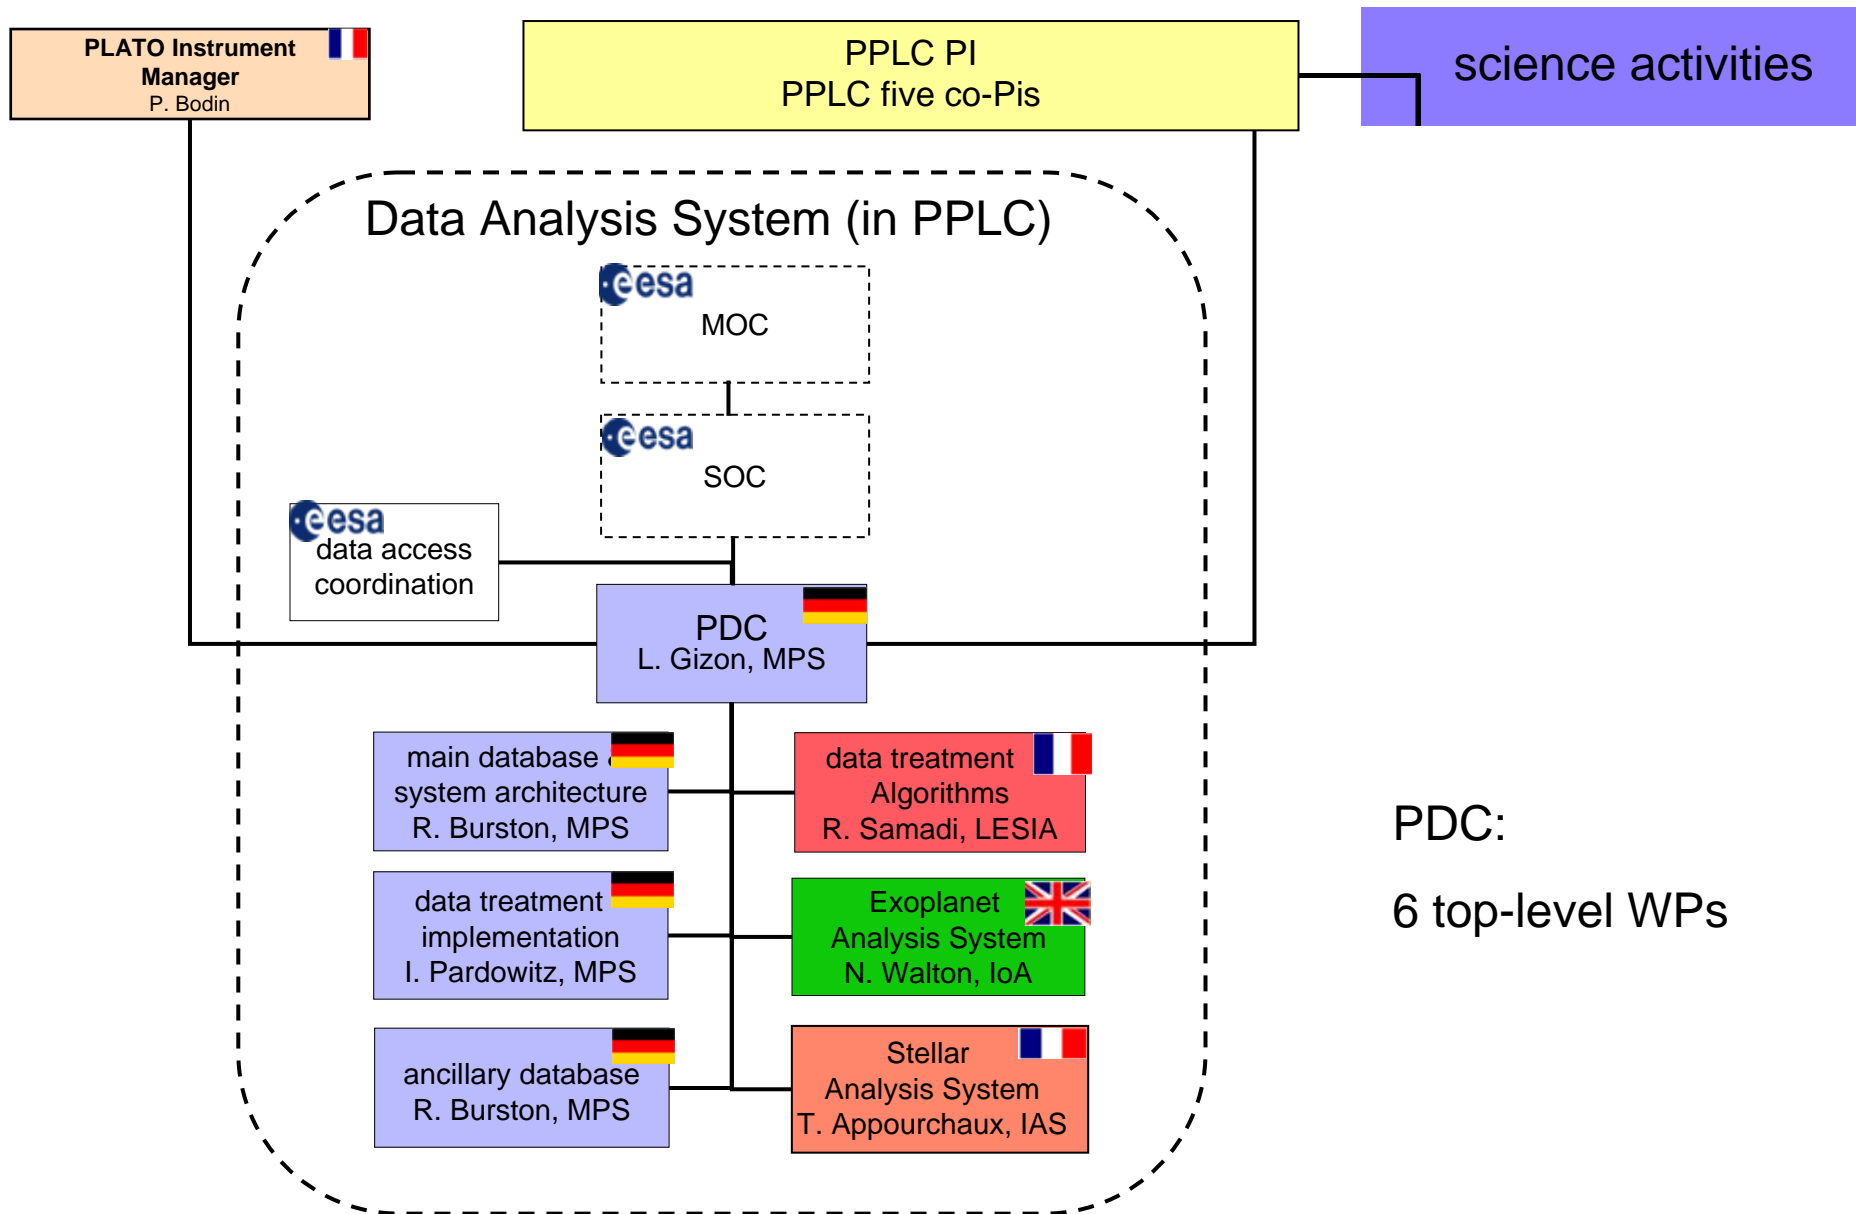 PLATO Instrument
Manager
P. Bodin
PPLC PI
PPLC five co-Pis
science activities
Data Analysis System (in PPLC)
esa
MOC
esa
SOC
esa
data access
coordination
PDC
L. Gizon, MPS
main database
system architecture
R. Burston, MPS
data treatment
Algorithms
R. Samadi, LESIA
data treatment
implementation
I. Pardowitz, MPS
Exoplanet
Analysis System
N. Walton, IoA
ancillary database
R. Burston, MPS
Stellar
Analysis System
T. Appourchaux, IAS
PDC:
6 top-level WPs